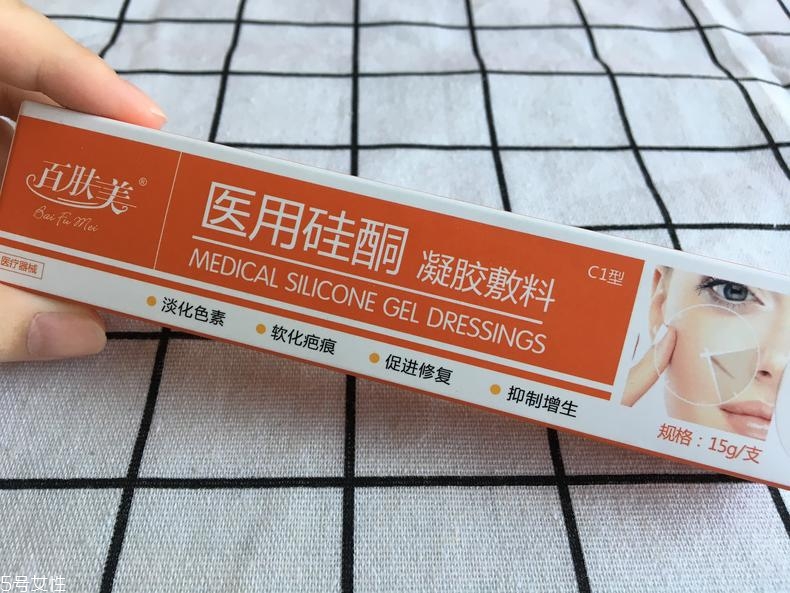 百肤美®
Bai Fu Mei
医疗器械
医用硅酮 凝胶敷料
C1型
MEDICAL SILICONE GEL DRESSINGS
淡化色素
软化疤痕
促进修复
抑制增生
规格：15g/支
5号女性